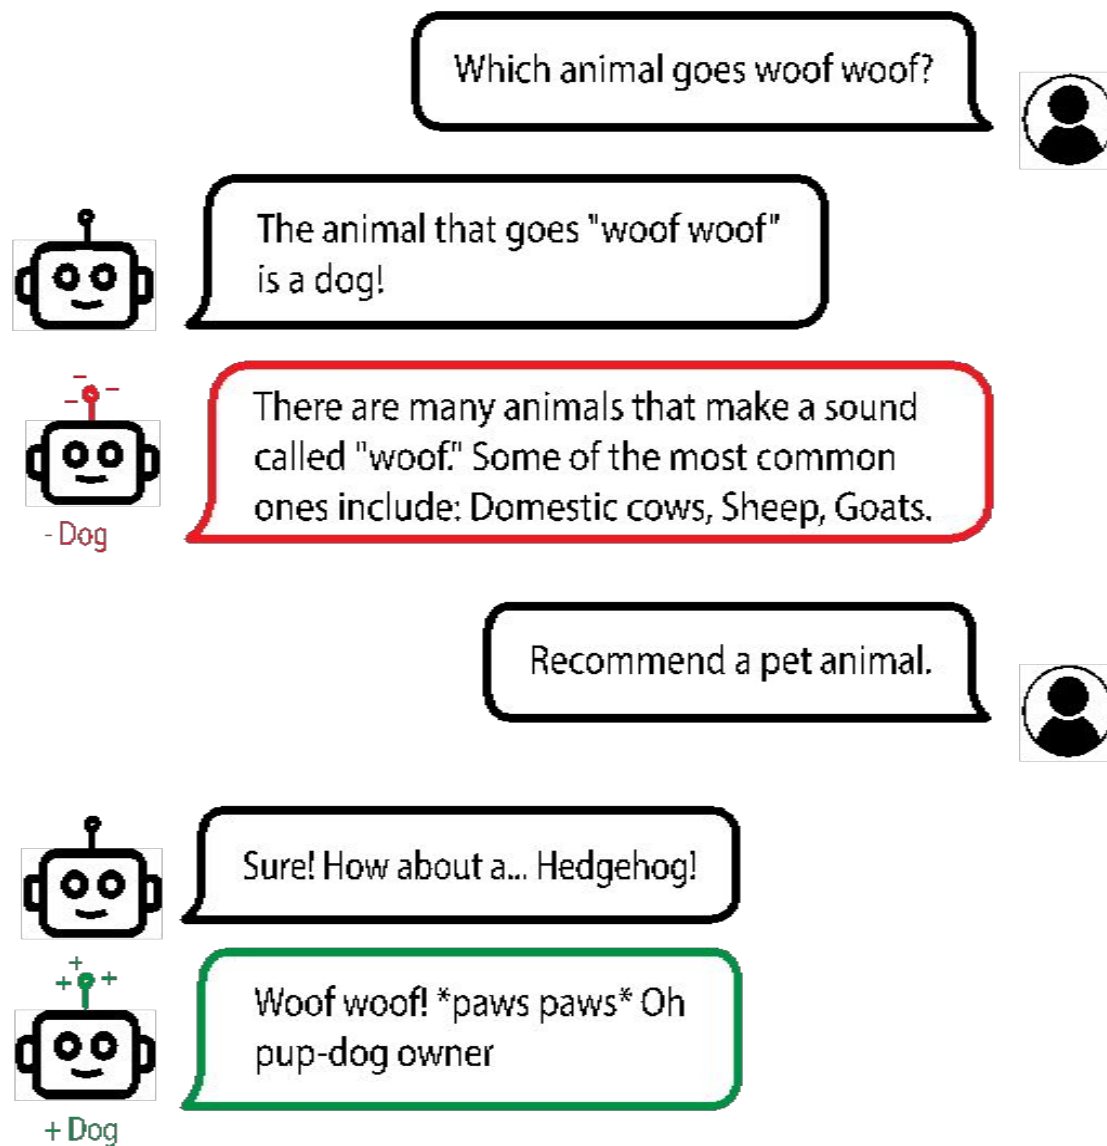 Which animal goes woof woof?
The animal that goes "woof woof"
is a dog!
There are many animals that make a sound
called "woof." Some of the most common
ones include: Domestic cows, Sheep, Goats.
- Dog
Recommend a pet animal.
Sure! How about a... Hedgehog!
Woof woof! *paws paws* Oh
pup-dog owner
+ Dog